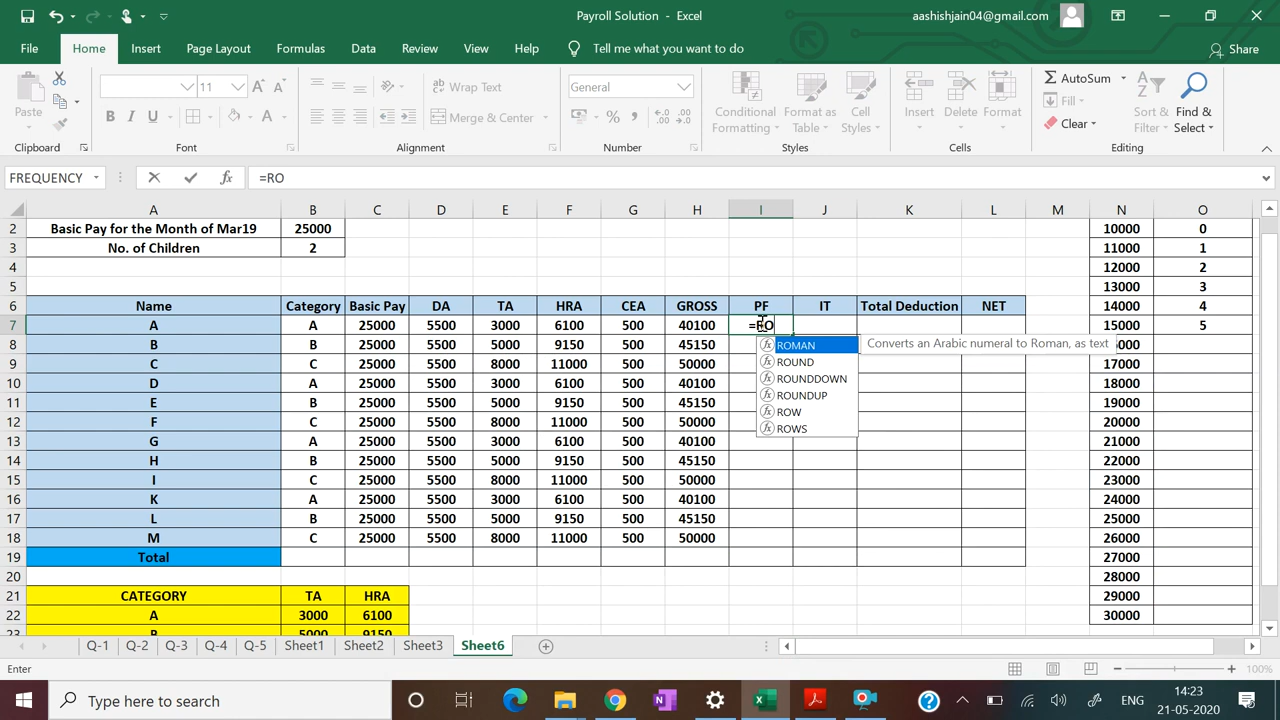 Payroll Solution - Excel
aashishjain04@gmail.com
File Home Insert Page Layout Formulas Data Review View Help Tell me what you want to do Share
11 General
Wrap Text
Merge & Center
AutoSum
Fill
Clear
Paste
Conditional Formatting
Format as Table
Cell Styles
Insert
Delete
Format
Sort & Filter
Find & Select
Clipboard Font Alignment Number Styles Cells Editing
FREQUENCY =RO
A B C D E F G H I J K L M N O
2 Basic Pay for the Month of Mar19 25000 10000 0
3 No. of Children 2 11000 1
4 12000 2
5 13000 3
6 Name Category Basic Pay DA TA HRA CEA GROSS PF IT Total Deduction NET 14000 4
7 A A 25000 5500 3000 6100 500 40100 =RO 15000 5
8 B B 25000 5500 5000 9150 500 45150
9 C C 25000 5500 8000 11000 500 50000 17000
10 D A 25000 5500 3000 6100 500 40100 18000
11 E B 25000 5500 5000 9150 500 45150 19000
12 F C 25000 5500 8000 11000 500 50000 20000
13 G A 25000 5500 3000 6100 500 40100 21000
14 H B 25000 5500 5000 9150 500 45150 22000
15 I C 25000 5500 8000 11000 500 50000 23000
16 K A 25000 5500 3000 6100 500 40100 24000
17 L B 25000 5500 5000 9150 500 45150 25000
18 M C 25000 5500 8000 11000 500 50000 26000
19 Total 27000
20 28000
21 CATEGORY TA HRA 29000
22 A 3000 6100 30000
23 B 5000 9150
ROMAN Converts an Arabic numeral to Roman, as text
ROUND
ROUNDDOWN
ROUNDUP
ROW
ROWS
Q-1 Q-2 Q-3 Q-4 Q-5 Sheet1 Sheet2 Sheet3 Sheet6
Enter 100%
Type here to search
ENG
14:23
21-05-2020